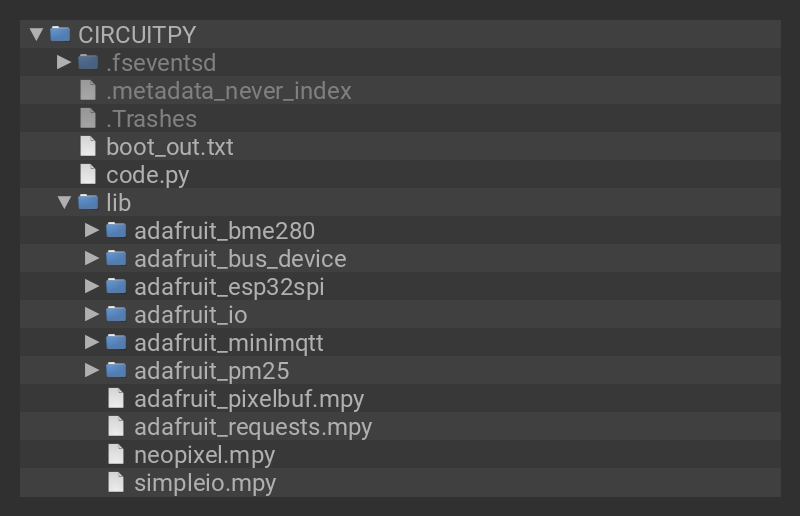 CIRCUITPY
.fseventsd
.metadata_never_index
.Trashes
boot_out.txt
code.py
lib
adafruit_bme280
adafruit_bus_device
adafruit_esp32spi
adafruit_io
adafruit_minimqtt
adafruit_pm25
adafruit_pixelbuf.mpy
adafruit_requests.mpy
neopixel.mpy
simpleio.mpy